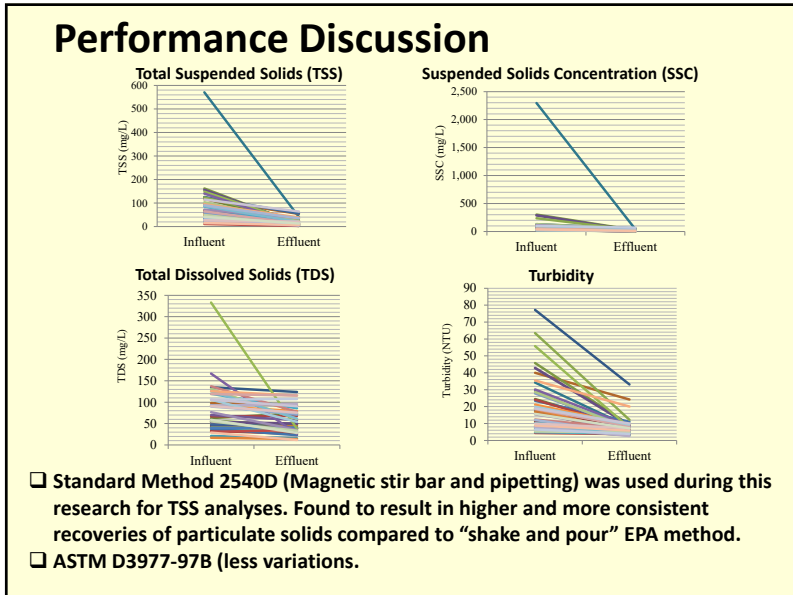 Performance Discussion
Total Suspended Solids (TSS)
600
500
400
300
200
100
0
TSS (mg/L)
Influent Effluent
Suspended Solids Concentration (SSC)
2,500
2,000
1,500
1,000
500
0
SSC (mg/L)
Influent Effluent
Total Dissolved Solids (TDS)
350
300
250
200
150
100
50
0
TDS (mg/L)
Influent Effluent
Turbidity
90
80
70
60
50
40
30
20
10
0
Turbidity (NTU)
Influent Effluent
❑ Standard Method 2540D (Magnetic stir bar and pipetting) was used during this
research for TSS analyses. Found to result in higher and more consistent
recoveries of particulate solids compared to “shake and pour” EPA method.
❑ ASTM D3977-97B (less variations.